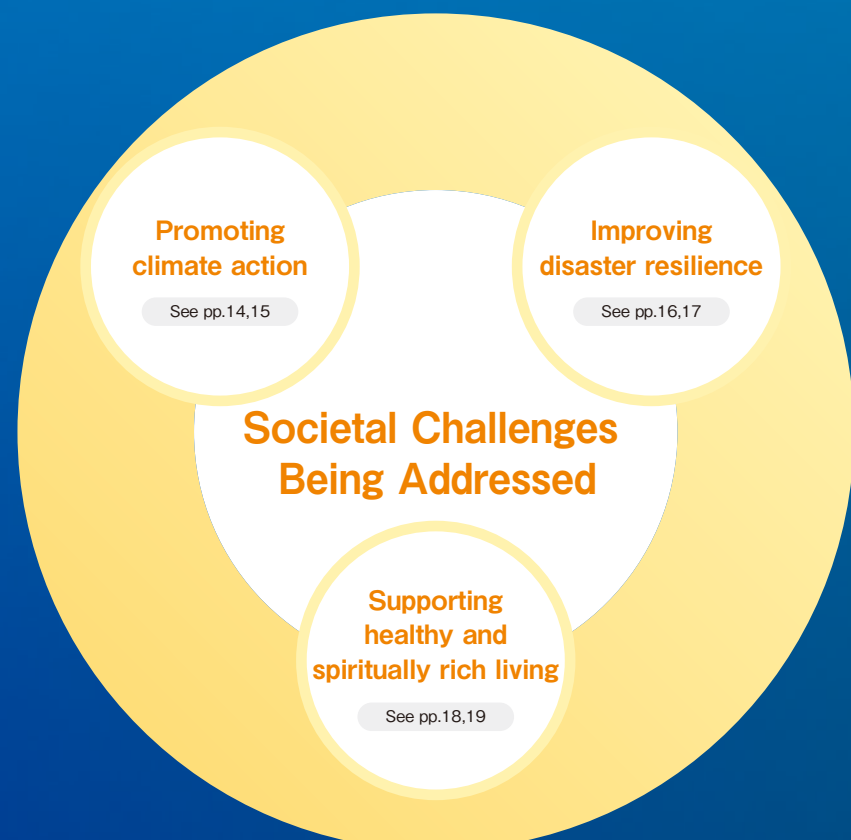 Promoting
climate action
See pp.14,15
Improving
disaster resilience
See pp.16,17
Societal Challenges
Being Addressed
Supporting
healthy and
spiritually rich living
See pp.18,19